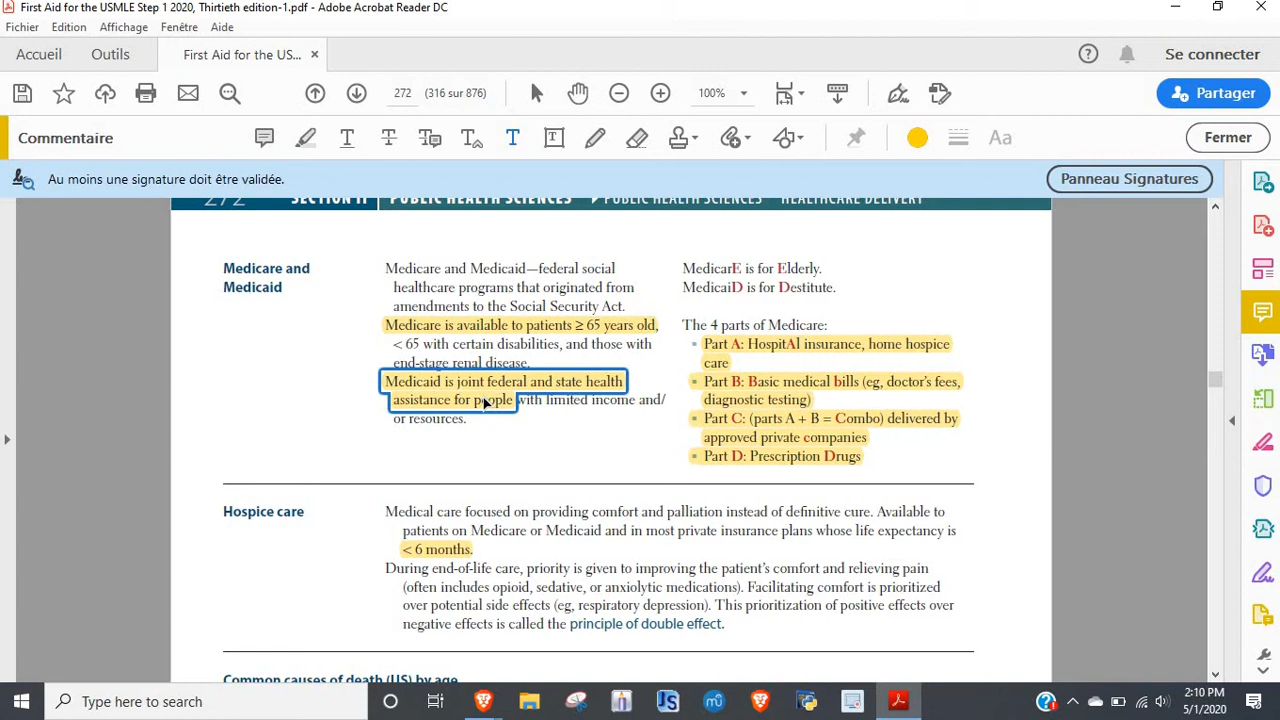 First Aid for the USMLE Step 1 2020, Thirtieth edition-1.pdf - Adobe Acrobat Reader DC
Fichier Edition Affichage Fenêtre Aide
Accueil Outils First Aid for the US... Se connecter
272 (316 sur 876) 100% Partager
Commentaire T T T T Aa Fermer
Au moins une signature doit être validée. Panneau Signatures
272 SECTION II PUBLIC HEALTH SCIENCES PUBLIC HEALTH SCIENCES—HEALTHCARE DELIVERY
Medicare and
Medicaid
Medicare and Medicaid—federal social
healthcare programs that originated from
amendments to the Social Security Act.
Medicare is available to patients ≥ 65 years old,
< 65 with certain disabilities, and those with
end-stage renal disease.
Medicaid is joint federal and state health
assistance for people with limited income and/
or resources.
MedicarE is for Elderly.
MedicaiD is for Destitute.
The 4 parts of Medicare:
Part A: HospitAl insurance, home hospice
care
Part B: Basic medical bills (eg, doctor's fees,
diagnostic testing)
Part C: (parts A + B = Combo) delivered by
approved private companies
Part D: Prescription Drugs
Hospice care
Medical care focused on providing comfort and palliation instead of definitive cure. Available to
patients on Medicare or Medicaid and in most private insurance plans whose life expectancy is
< 6 months.
During end-of-life care, priority is given to improving the patient's comfort and relieving pain
(often includes opioid, sedative, or anxiolytic medications). Facilitating comfort is prioritized
over potential side effects (eg, respiratory depression). This prioritization of positive effects over
negative effects is called the principle of double effect.
Common causes of death (US) by age
Type here to search
2:10 PM
5/1/2020